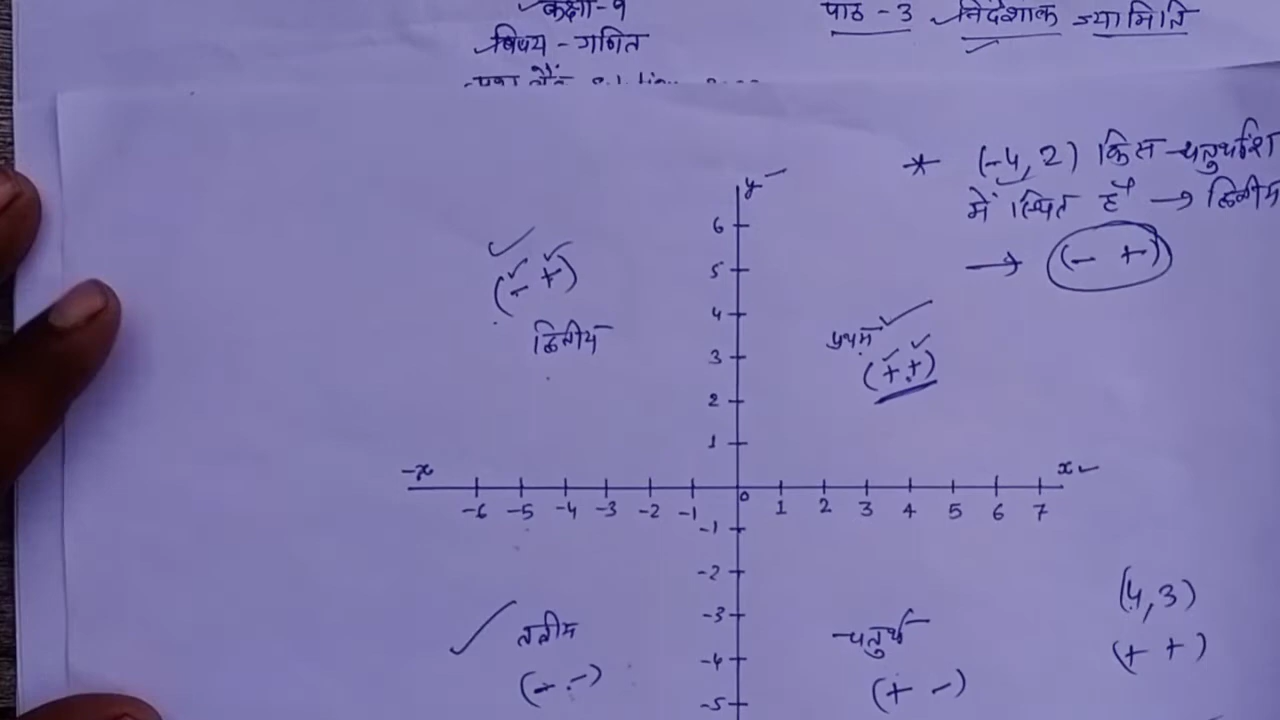 कक्षा-9
पाठ - 3 निर्देशांक ज्यामिति
विषय - गणित
* (-4, 2) किस चतुर्थांश
में स्थित है → द्वितीय
→ (- +)
y
6
5
4
3
2
1
(- +)
द्वितीय
प्रथम
(+ +)
-x
x
-6 -5 -4 -3 -2 -1 0 1 2 3 4 5 6 7
-1
-2
-3
-4
-5
तृतीय
(- -)
चतुर्थ
(+ -)
(4, 3)
(+ +)